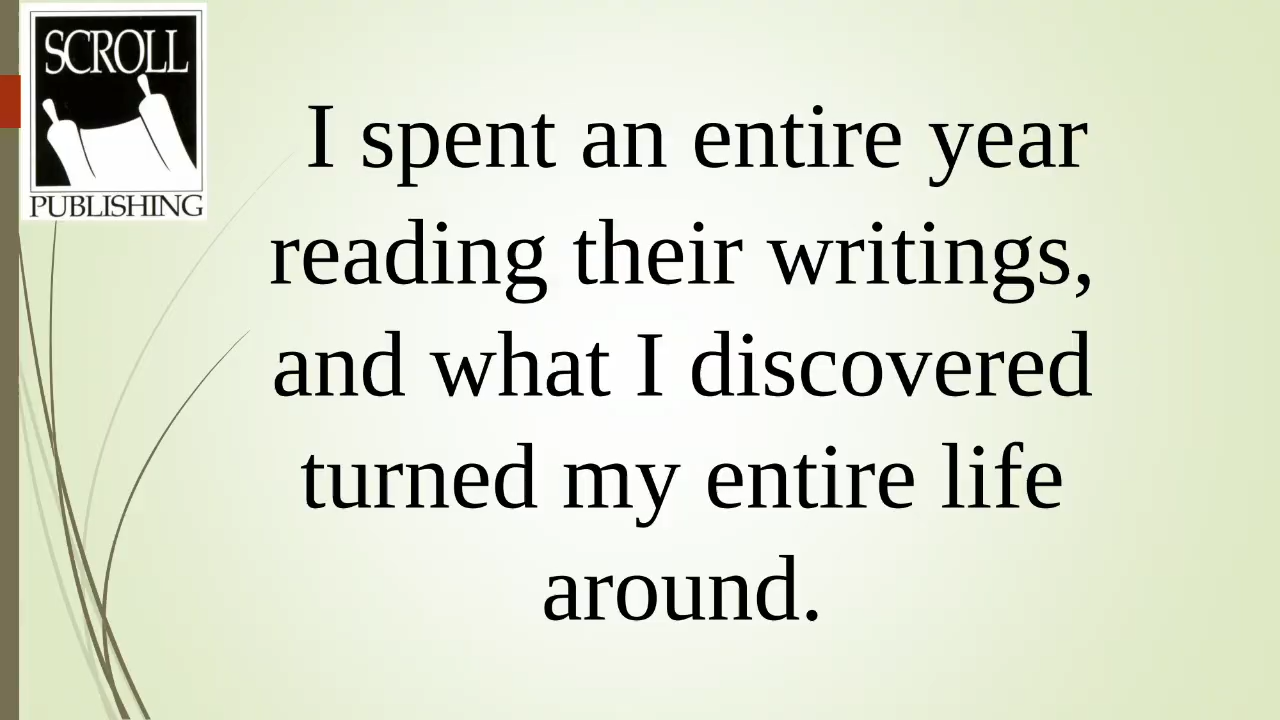 SCROLL
PUBLISHING
I spent an entire year
reading their writings,
and what I discovered
turned my entire life
around.